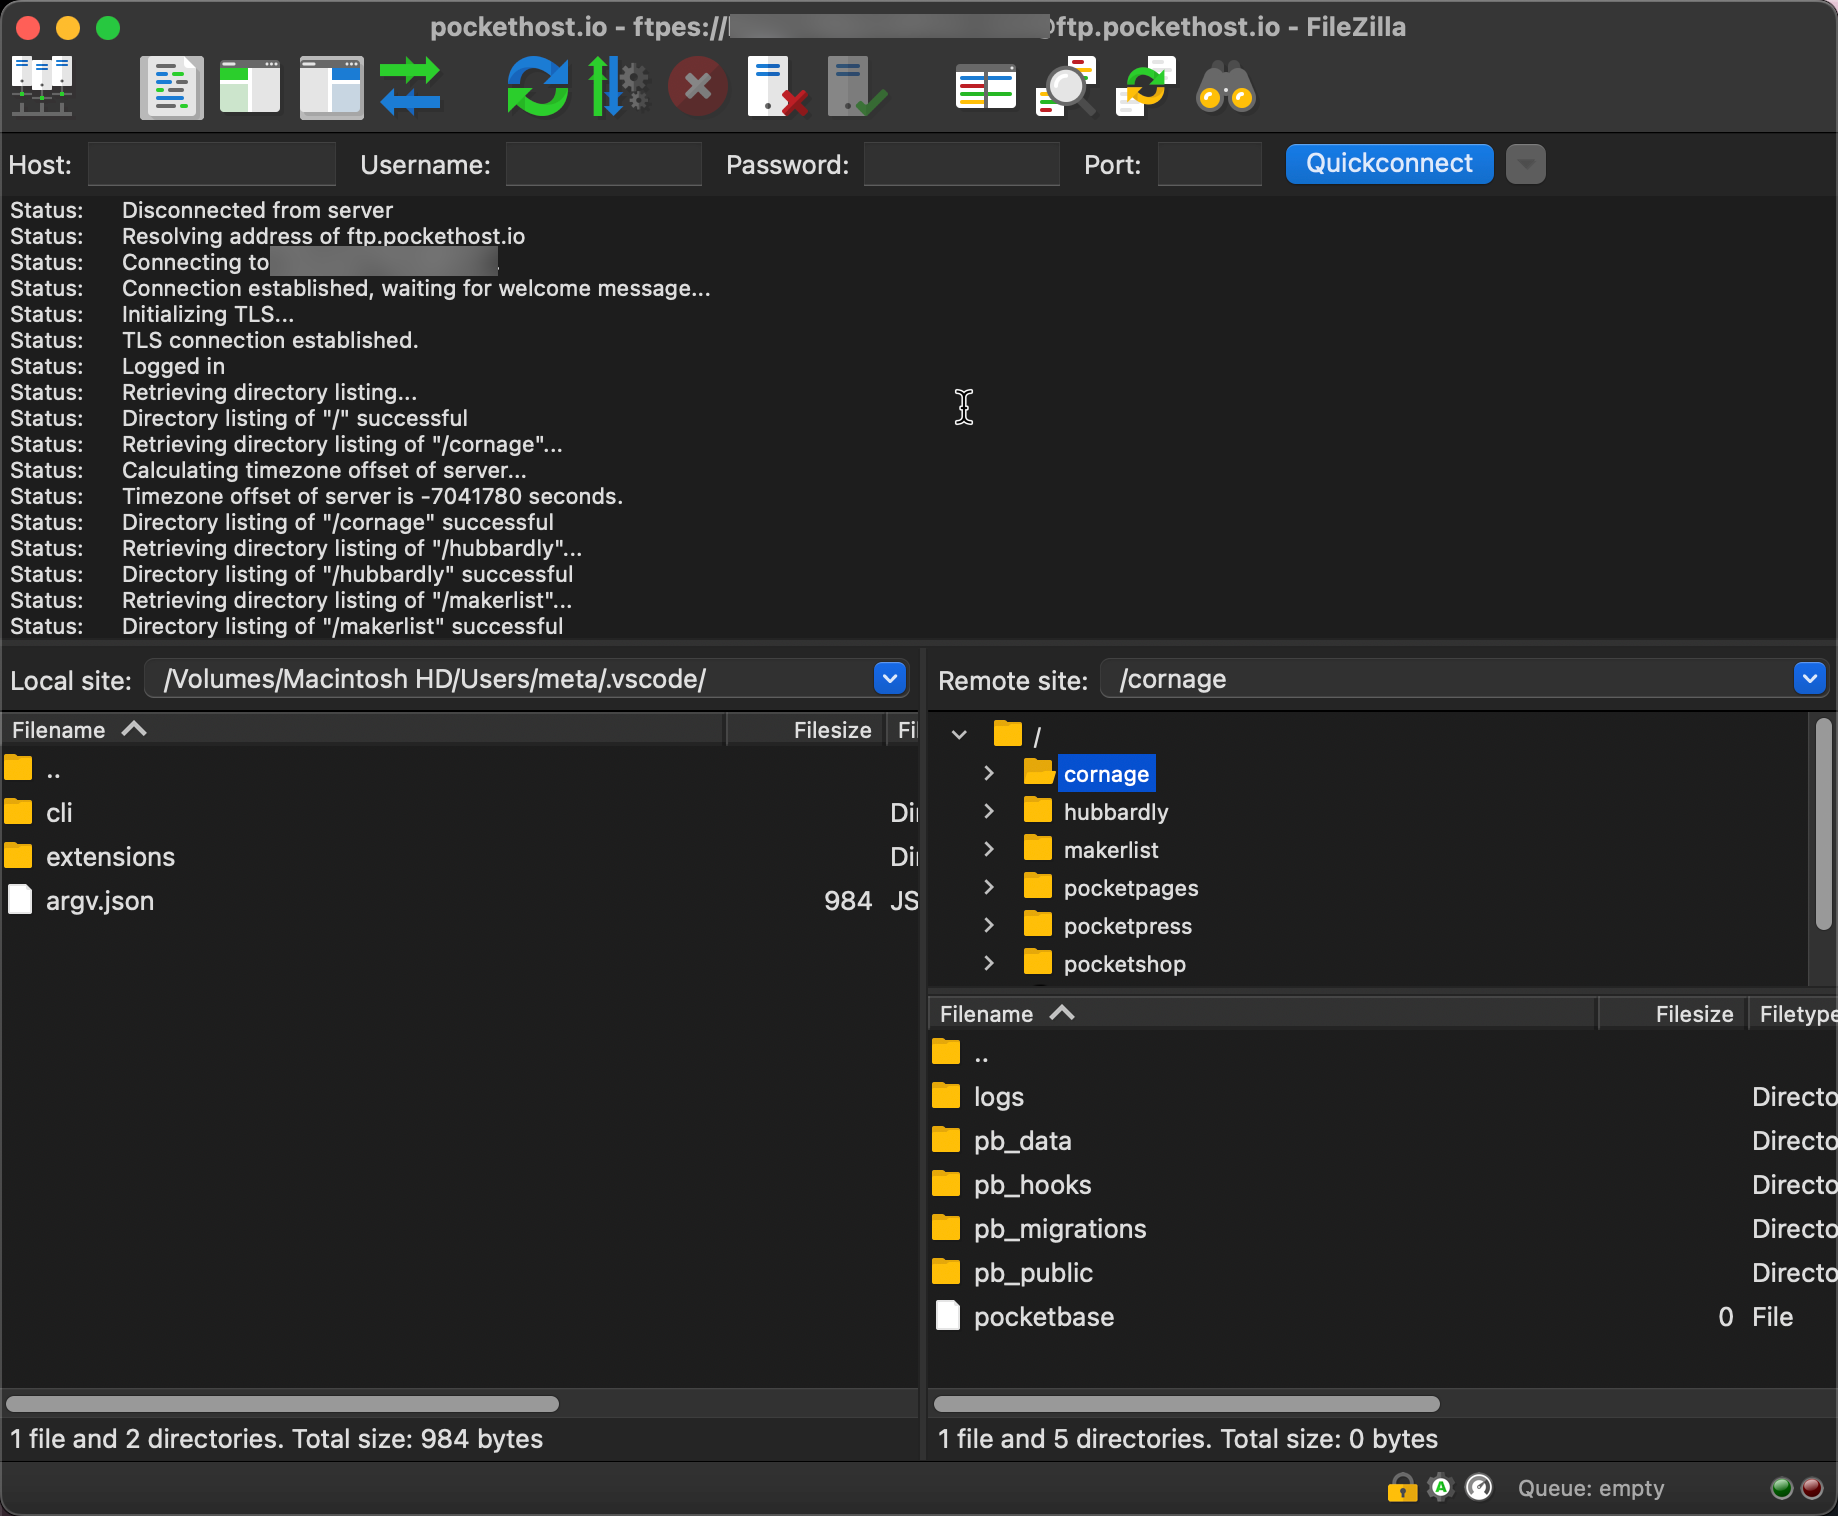 pockethost.io - ftpes://@ftp.pockethost.io - FileZilla
Host: Username: Password: Port: Quickconnect
Status: Disconnected from server
Status: Resolving address of ftp.pockethost.io
Status: Connecting to
Status: Connection established, waiting for welcome message...
Status: Initializing TLS...
Status: TLS connection established.
Status: Logged in
Status: Retrieving directory listing...
Status: Directory listing of "/" successful
Status: Retrieving directory listing of "/cornage"...
Status: Calculating timezone offset of server...
Status: Timezone offset of server is -7041780 seconds.
Status: Directory listing of "/cornage" successful
Status: Retrieving directory listing of "/hubbardly"...
Status: Directory listing of "/hubbardly" successful
Status: Retrieving directory listing of "/makerlist"...
Status: Directory listing of "/makerlist" successful
Local site: /Volumes/Macintosh HD/Users/meta/.vscode/
Filename Filesize Fi
..
cli Dir
extensions Dir
argv.json 984 JS
1 file and 2 directories. Total size: 984 bytes
Remote site: /cornage
/
cornage
hubbardly
makerlist
pocketpages
pocketpress
pocketshop
Filename Filesize Filetype
..
logs Directo
pb_data Directo
pb_hooks Directo
pb_migrations Directo
pb_public Directo
pocketbase 0 File
1 file and 5 directories. Total size: 0 bytes
Queue: empty